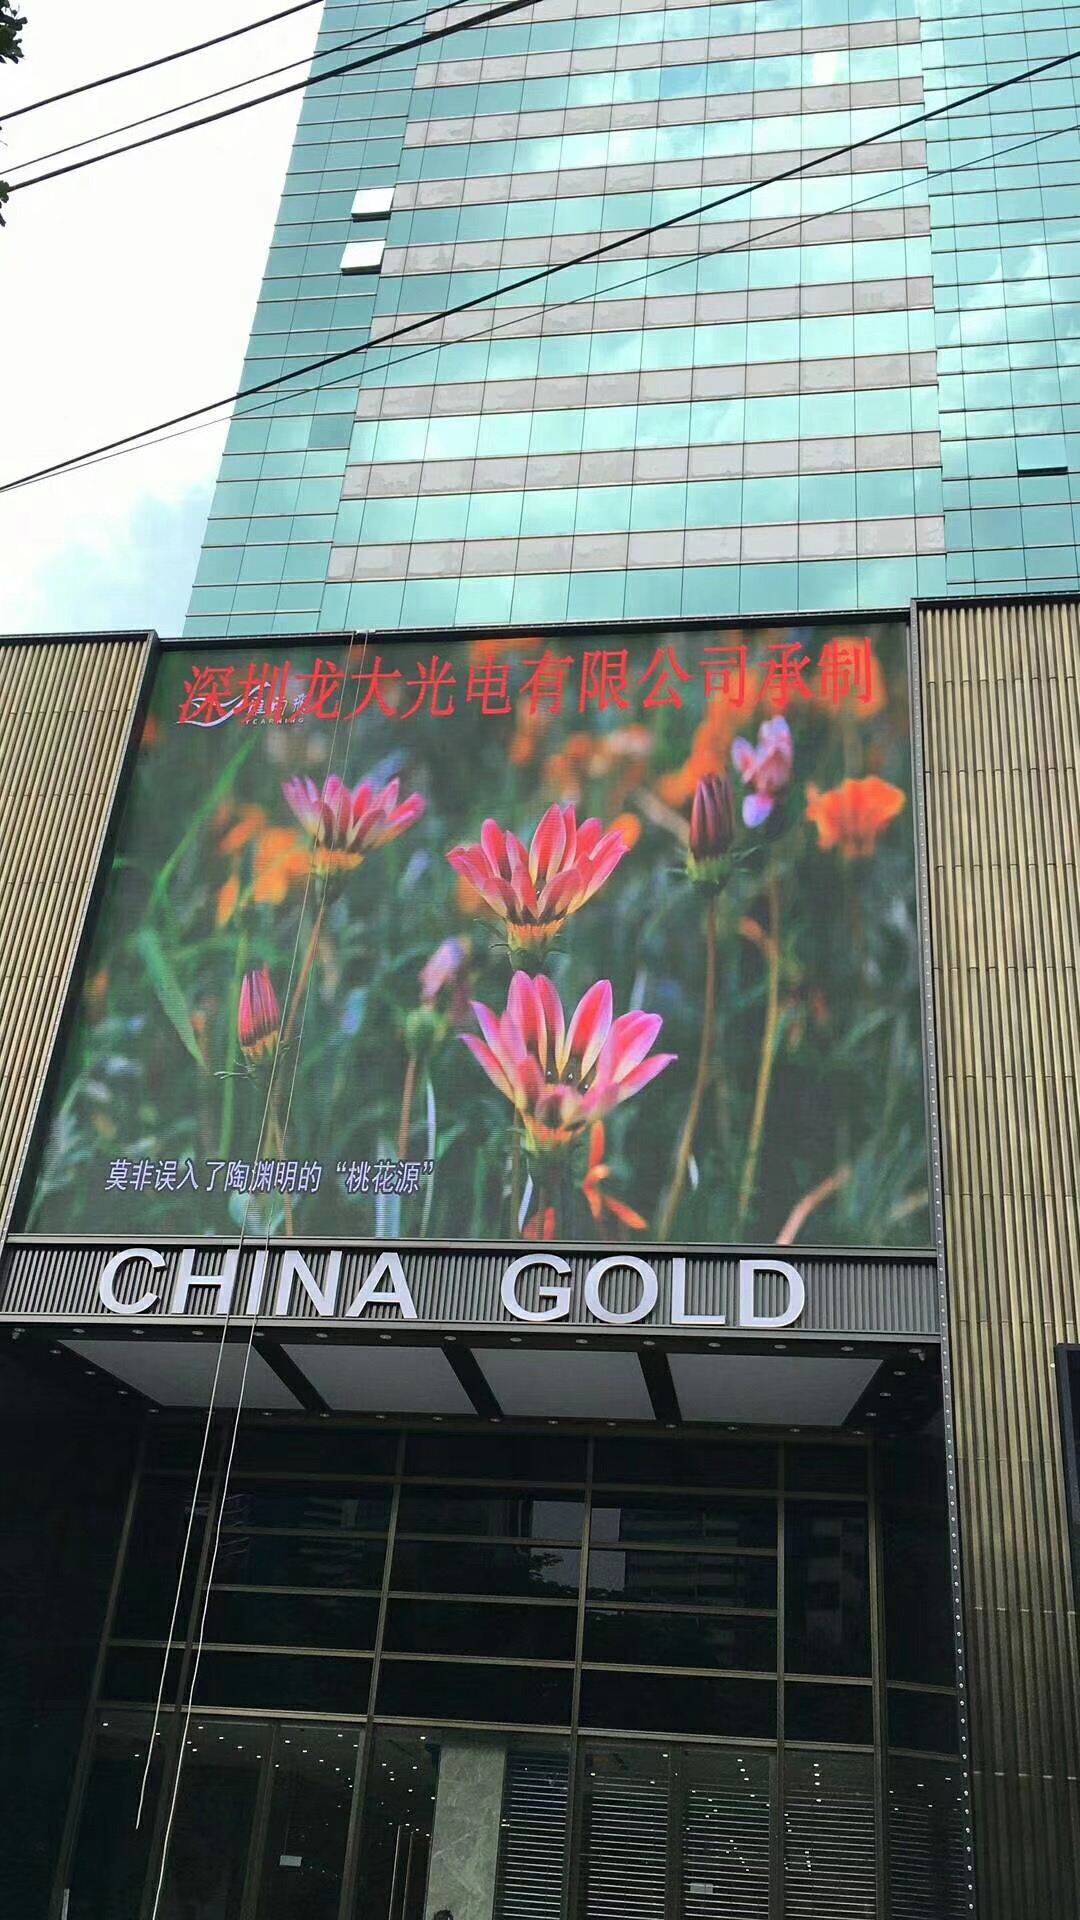 深圳龙大光电有限公司承制
YEARNING
莫非误入了陶渊明的“桃花源”
CHINA GOLD